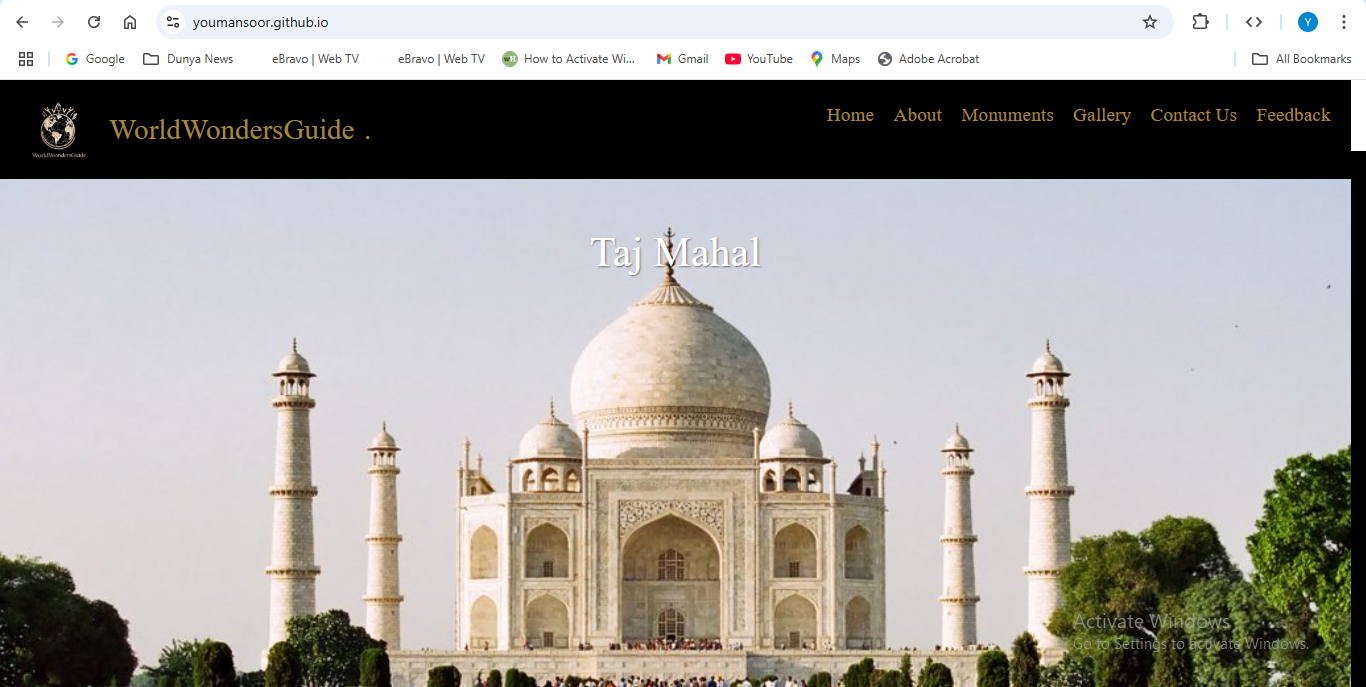 youmansoor.github.io
Y
Google Dunya News eBravo | Web TV eBravo | Web TV How to Activate Wi... Gmail YouTube Maps Adobe Acrobat All Bookmarks
WorldWondersGuide
WorldWondersGuide .
Home About Monuments Gallery Contact Us Feedback
Taj Mahal
Activate Windows
Go to Settings to activate Windows.